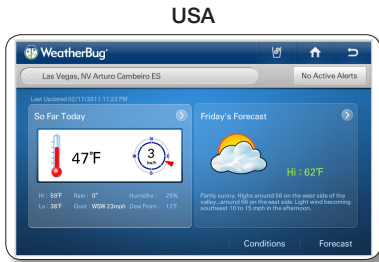 USA
WeatherBug
Las Vegas, NV Arturo Cambeiro ES
No Active Alerts
Last Updated 02/17/2011 11:22 PM
So Far Today
47°F
N
W
E
S
3
Hi : 59°F Rain : 0" Humidity : 25%
Lo : 38°F Gust : WSW 23mph Dew Point : 12°F
Friday's Forecast
Hi : 62°F
Partly sunny. Highs around 56 on the west side of the
valley...around 66 on the east side. Light wind becoming
southeast 10 to 15 mph in the afternoon.
Conditions
Forecast